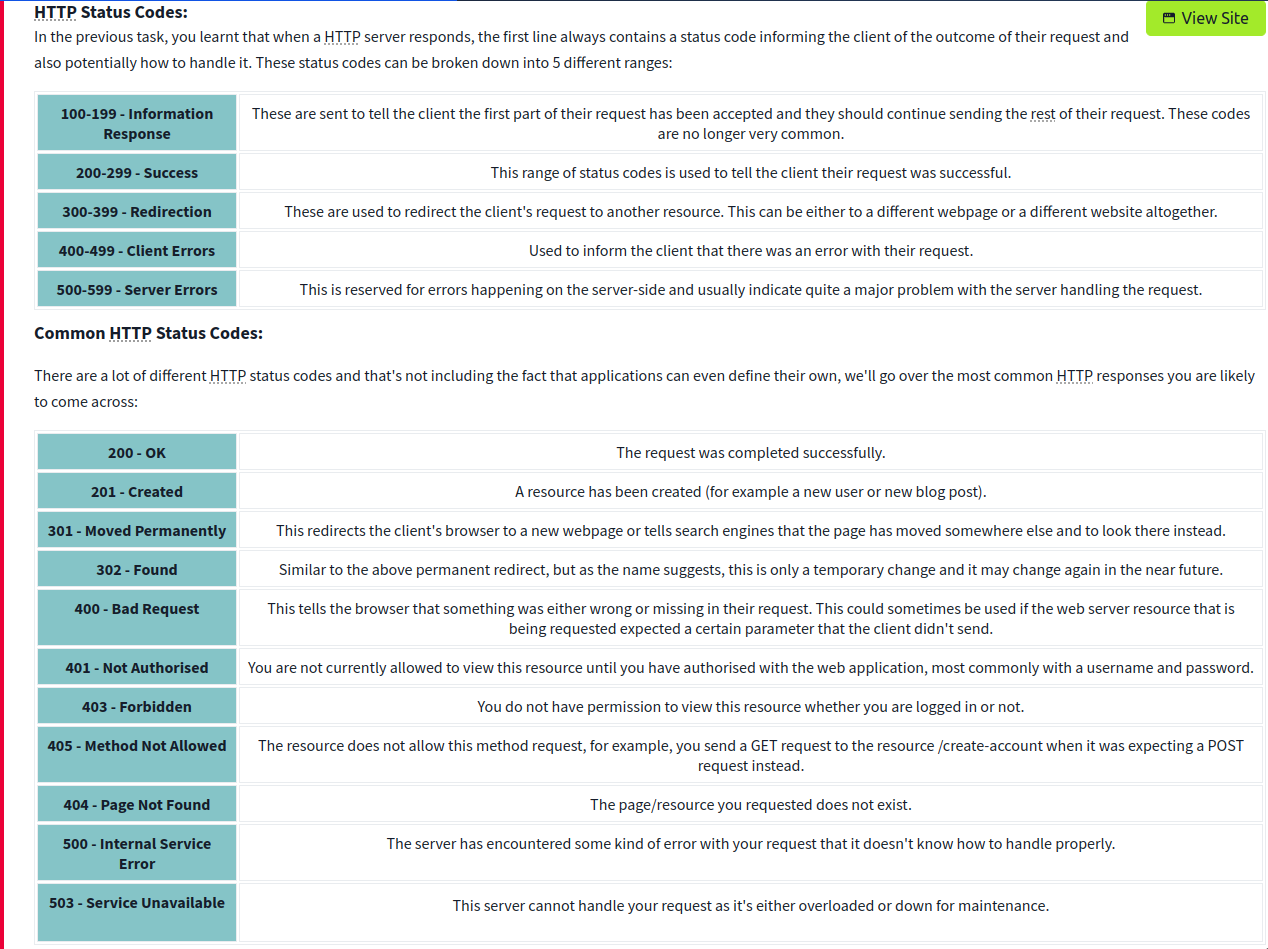 HTTP Status Codes:
View Site
In the previous task, you learnt that when a HTTP server responds, the first line always contains a status code informing the client of the outcome of their request and
also potentially how to handle it. These status codes can be broken down into 5 different ranges:
100-199 - Information
Response
These are sent to tell the client the first part of their request has been accepted and they should continue sending the rest of their request. These codes
are no longer very common.
200-299 - Success
This range of status codes is used to tell the client their request was successful.
300-399 - Redirection
These are used to redirect the client's request to another resource. This can be either to a different webpage or a different website altogether.
400-499 - Client Errors
Used to inform the client that there was an error with their request.
500-599 - Server Errors
This is reserved for errors happening on the server-side and usually indicate quite a major problem with the server handling the request.
Common HTTP Status Codes:
There are a lot of different HTTP status codes and that's not including the fact that applications can even define their own, we'll go over the most common HTTP responses you are likely
to come across:
200 - OK
The request was completed successfully.
201 - Created
A resource has been created (for example a new user or new blog post).
301 - Moved Permanently
This redirects the client's browser to a new webpage or tells search engines that the page has moved somewhere else and to look there instead.
302 - Found
Similar to the above permanent redirect, but as the name suggests, this is only a temporary change and it may change again in the near future.
400 - Bad Request
This tells the browser that something was either wrong or missing in their request. This could sometimes be used if the web server resource that is
being requested expected a certain parameter that the client didn't send.
401 - Not Authorised
You are not currently allowed to view this resource until you have authorised with the web application, most commonly with a username and password.
403 - Forbidden
You do not have permission to view this resource whether you are logged in or not.
405 - Method Not Allowed
The resource does not allow this method request, for example, you send a GET request to the resource /create-account when it was expecting a POST
request instead.
404 - Page Not Found
The page/resource you requested does not exist.
500 - Internal Service
Error
The server has encountered some kind of error with your request that it doesn't know how to handle properly.
503 - Service Unavailable
This server cannot handle your request as it's either overloaded or down for maintenance.